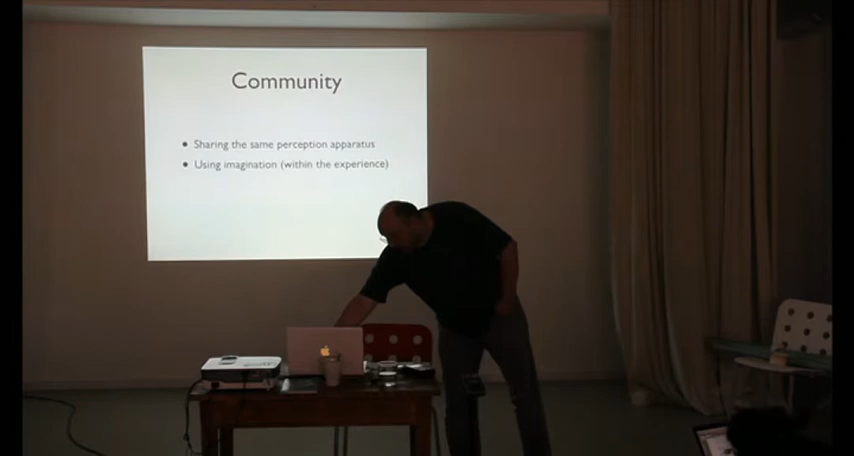 Community
• Sharing the same perception apparatus
• Using imagination (within the experience)